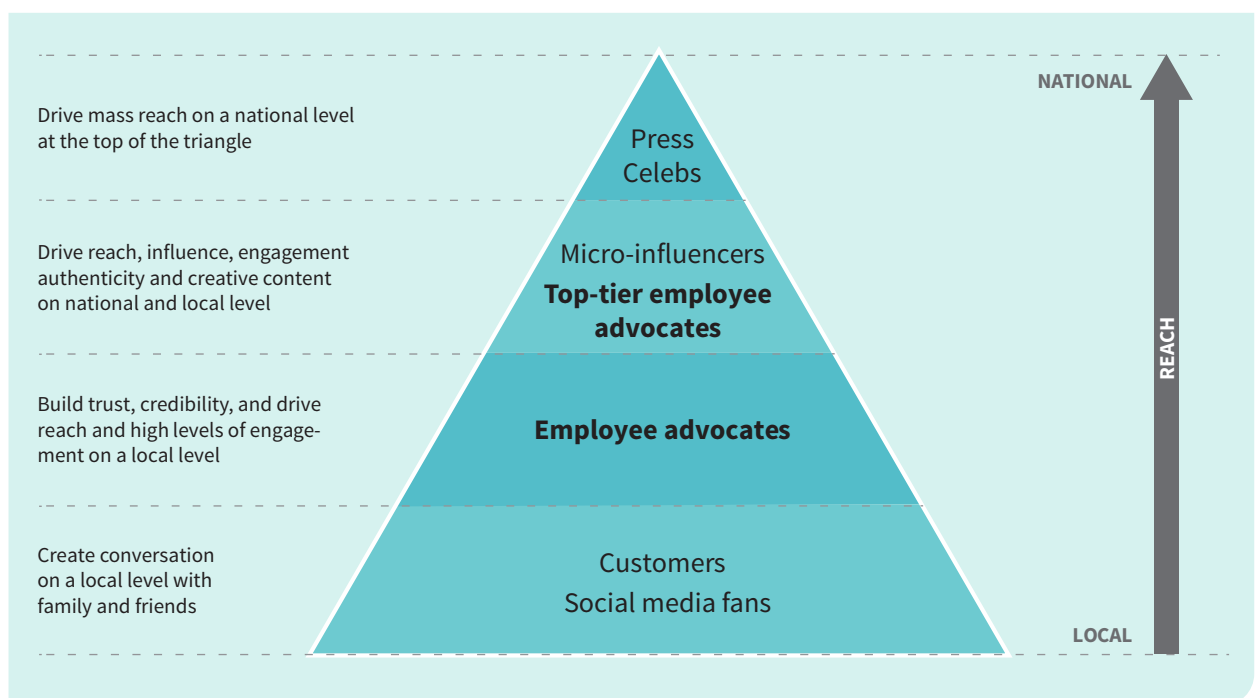 NATIONAL
Drive mass reach on a national level
at the top of the triangle
Press
Celebs
Drive reach, influence, engagement
authenticity and creative content
on national and local level
Micro-influencers
Top-tier employee
advocates
REACH
Build trust, credibility, and drive
reach and high levels of engage-
ment on a local level
Employee advocates
Create conversation
on a local level with
family and friends
Customers
Social media fans
LOCAL